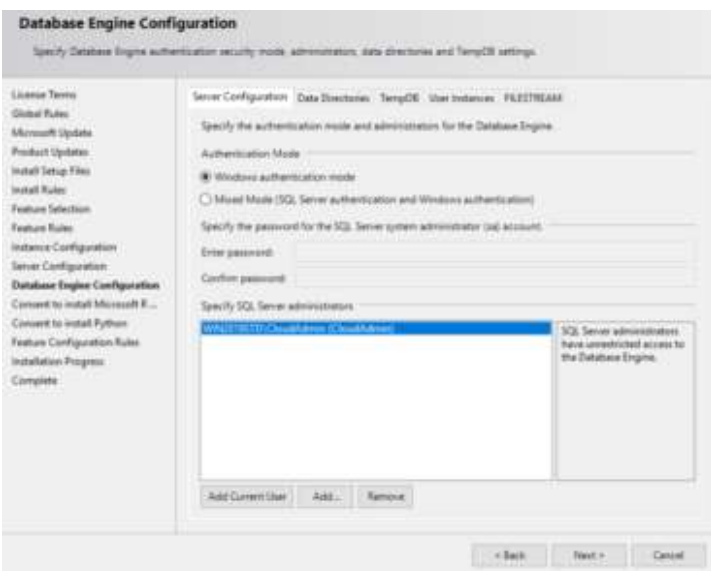 Database Engine Configuration
Specify Database Engine authentication security mode, administrators, data directories and TempDB settings.
License Terms
Global Rules
Microsoft Update
Product Updates
Install Setup Files
Install Rules
Feature Selection
Feature Rules
Instance Configuration
Server Configuration
Database Engine Configuration
Consent to install Microsoft R ...
Consent to install Python
Feature Configuration Rules
Installation Progress
Complete
Server Configuration Data Directories TempDB User Instances FILESTREAM
Specify the authentication mode and administrators for the Database Engine.
Authentication Mode
Windows authentication mode
Mixed Mode (SQL Server authentication and Windows authentication)
Specify the password for the SQL Server system administrator (sa) account.
Enter password:
Confirm password:
Specify SQL Server administrators
(CloudAdmin)
SQL Server administrators
have unrestricted access to
the Database Engine.
Add Current User Add... Remove
< Back Next > Cancel